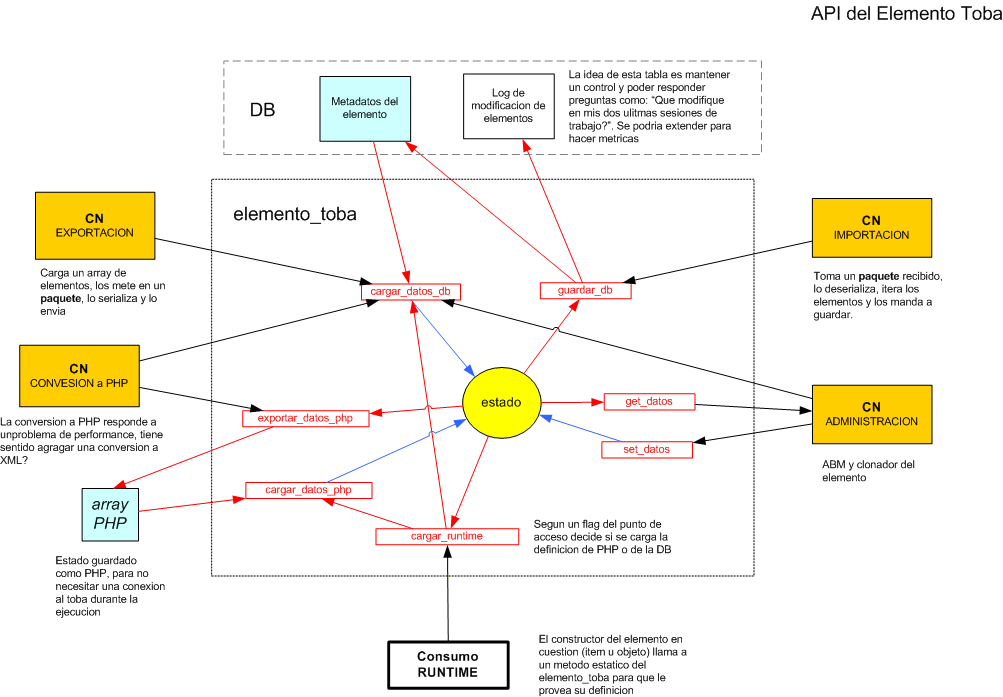 API del Elemento Toba
DB
Metadatos del
elemento
Log de
modificacion de
elementos
La idea de esta tabla es mantener
un control y poder responder
preguntas como: "Que modifique
en mis dos ulitmas sesiones de
trabajo?". Se podria extender para
hacer metricas
elemento_toba
CN
EXPORTACION
Carga un array de
elementos, los mete en un
paquete, lo serializa y lo
envia
CN
IMPORTACION
Toma un paquete recibido,
lo deserializa, itera los
elementos y los manda a
guardar.
cargar_datos_db
guardar_db
CN
CONVESION a PHP
La conversion a PHP responde a
unproblema de performance, tiene
sentido agragar una conversion a
XML?
estado
exportar_datos_php
get_datos
set_datos
CN
ADMINISTRACION
ABM y clonador del
elemento
cargar_datos_php
array
PHP
Estado guardado
como PHP, para no
necesitar una conexion
al toba durante la
ejecucion
cargar_runtime
Segun un flag del punto de
acceso decide si se carga la
definicion de PHP o de la DB
Consumo
RUNTIME
El constructor del elemento en
cuestion (item u objeto) llama a
un metodo estatico del
elemento_toba para que le
provea su definicion